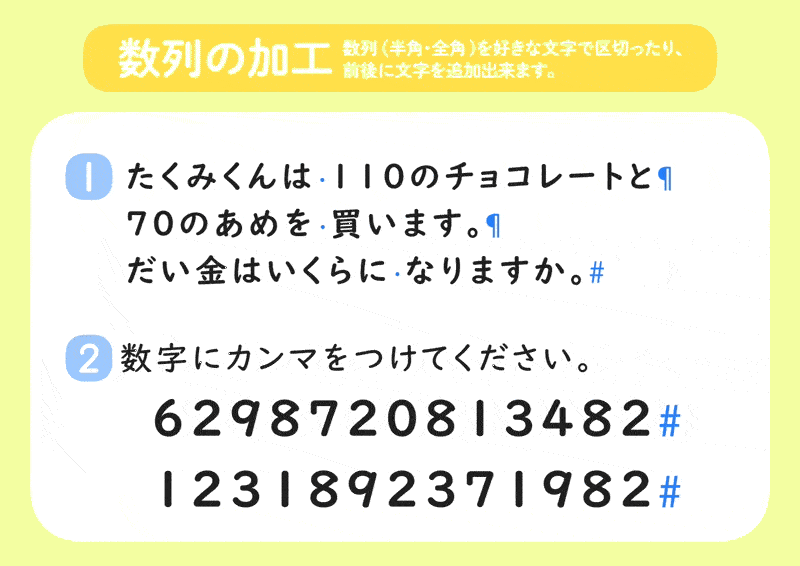 数列の加工
数列(半角・全角)を好きな文字で区切ったり、
前後に文字を追加出来ます。
1 たくみくんは·110のチョコレートと¶
70のあめを·買います。¶
だい金はいくらに·なりますか。#
2 数字にカンマをつけてください。
6298720813482#
1231892371982#